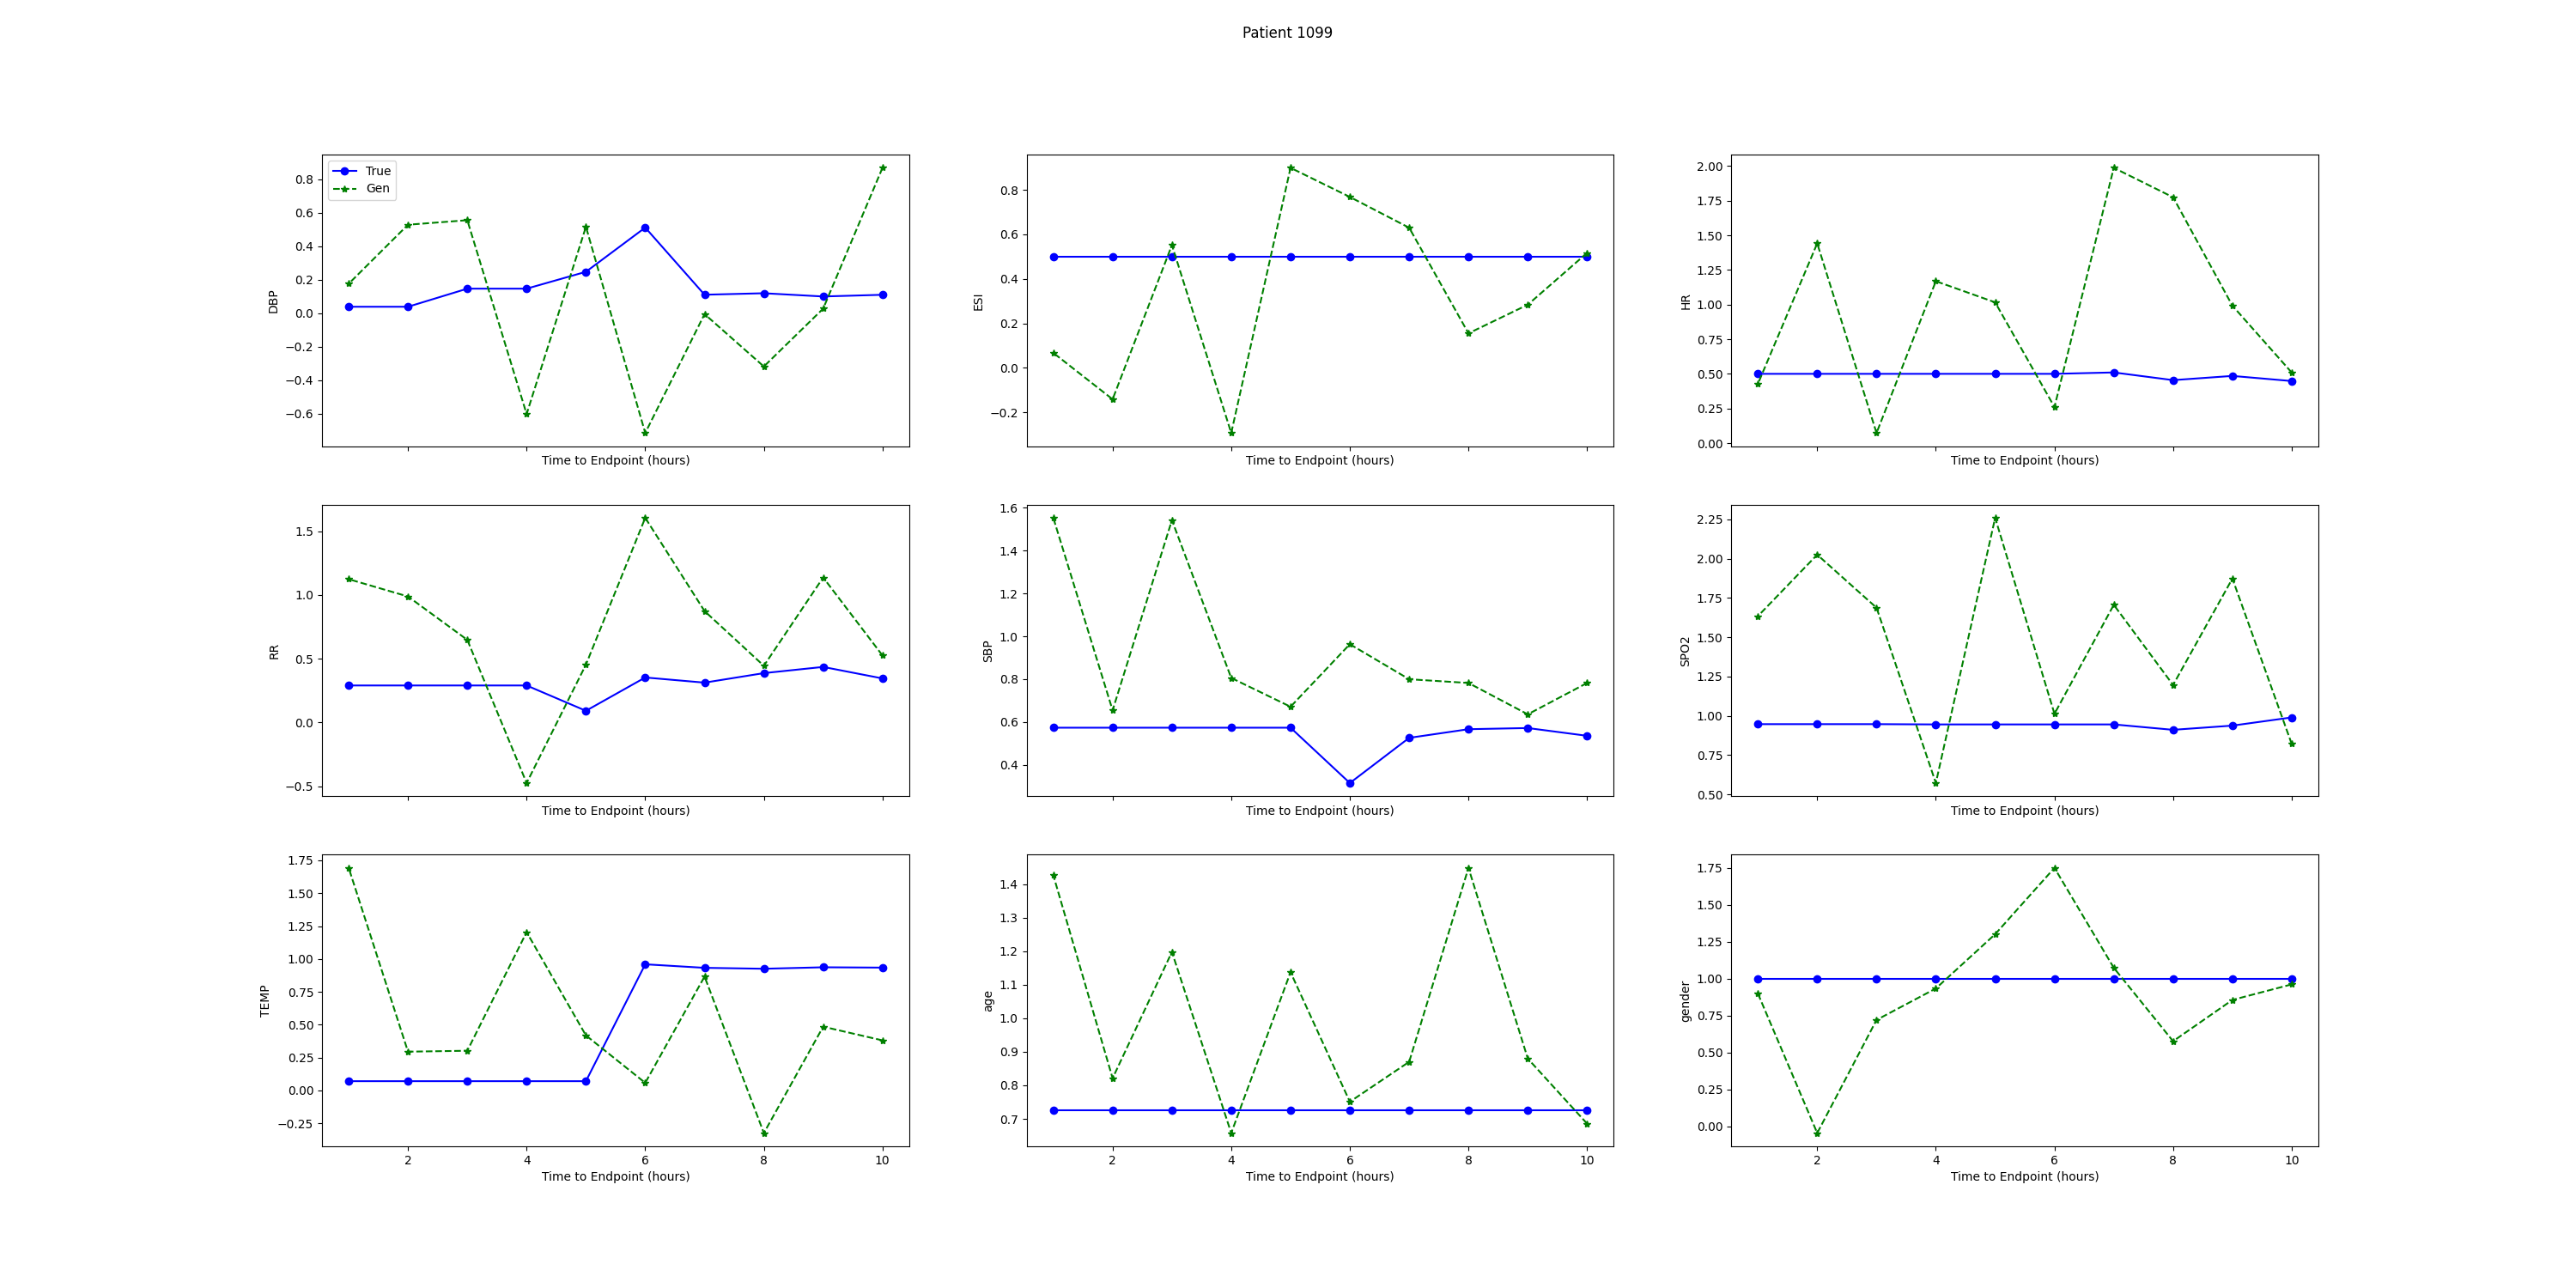 Patient 1099
True
Gen
0.8
0.6
0.4
0.2
0.0
−0.2
−0.4
−0.6
DBP
Time to Endpoint (hours)
0.8
0.6
0.4
0.2
0.0
−0.2
ESI
Time to Endpoint (hours)
2.00
1.75
1.50
1.25
1.00
0.75
0.50
0.25
0.00
HR
Time to Endpoint (hours)
1.5
1.0
0.5
0.0
−0.5
RR
Time to Endpoint (hours)
1.6
1.4
1.2
1.0
0.8
0.6
0.4
SBP
Time to Endpoint (hours)
2.25
2.00
1.75
1.50
1.25
1.00
0.75
0.50
SPO2
Time to Endpoint (hours)
1.75
1.50
1.25
1.00
0.75
0.50
0.25
0.00
−0.25
TEMP
2 4 6 8 10
Time to Endpoint (hours)
1.4
1.3
1.2
1.1
1.0
0.9
0.8
0.7
age
2 4 6 8 10
Time to Endpoint (hours)
1.75
1.50
1.25
1.00
0.75
0.50
0.25
0.00
gender
2 4 6 8 10
Time to Endpoint (hours)